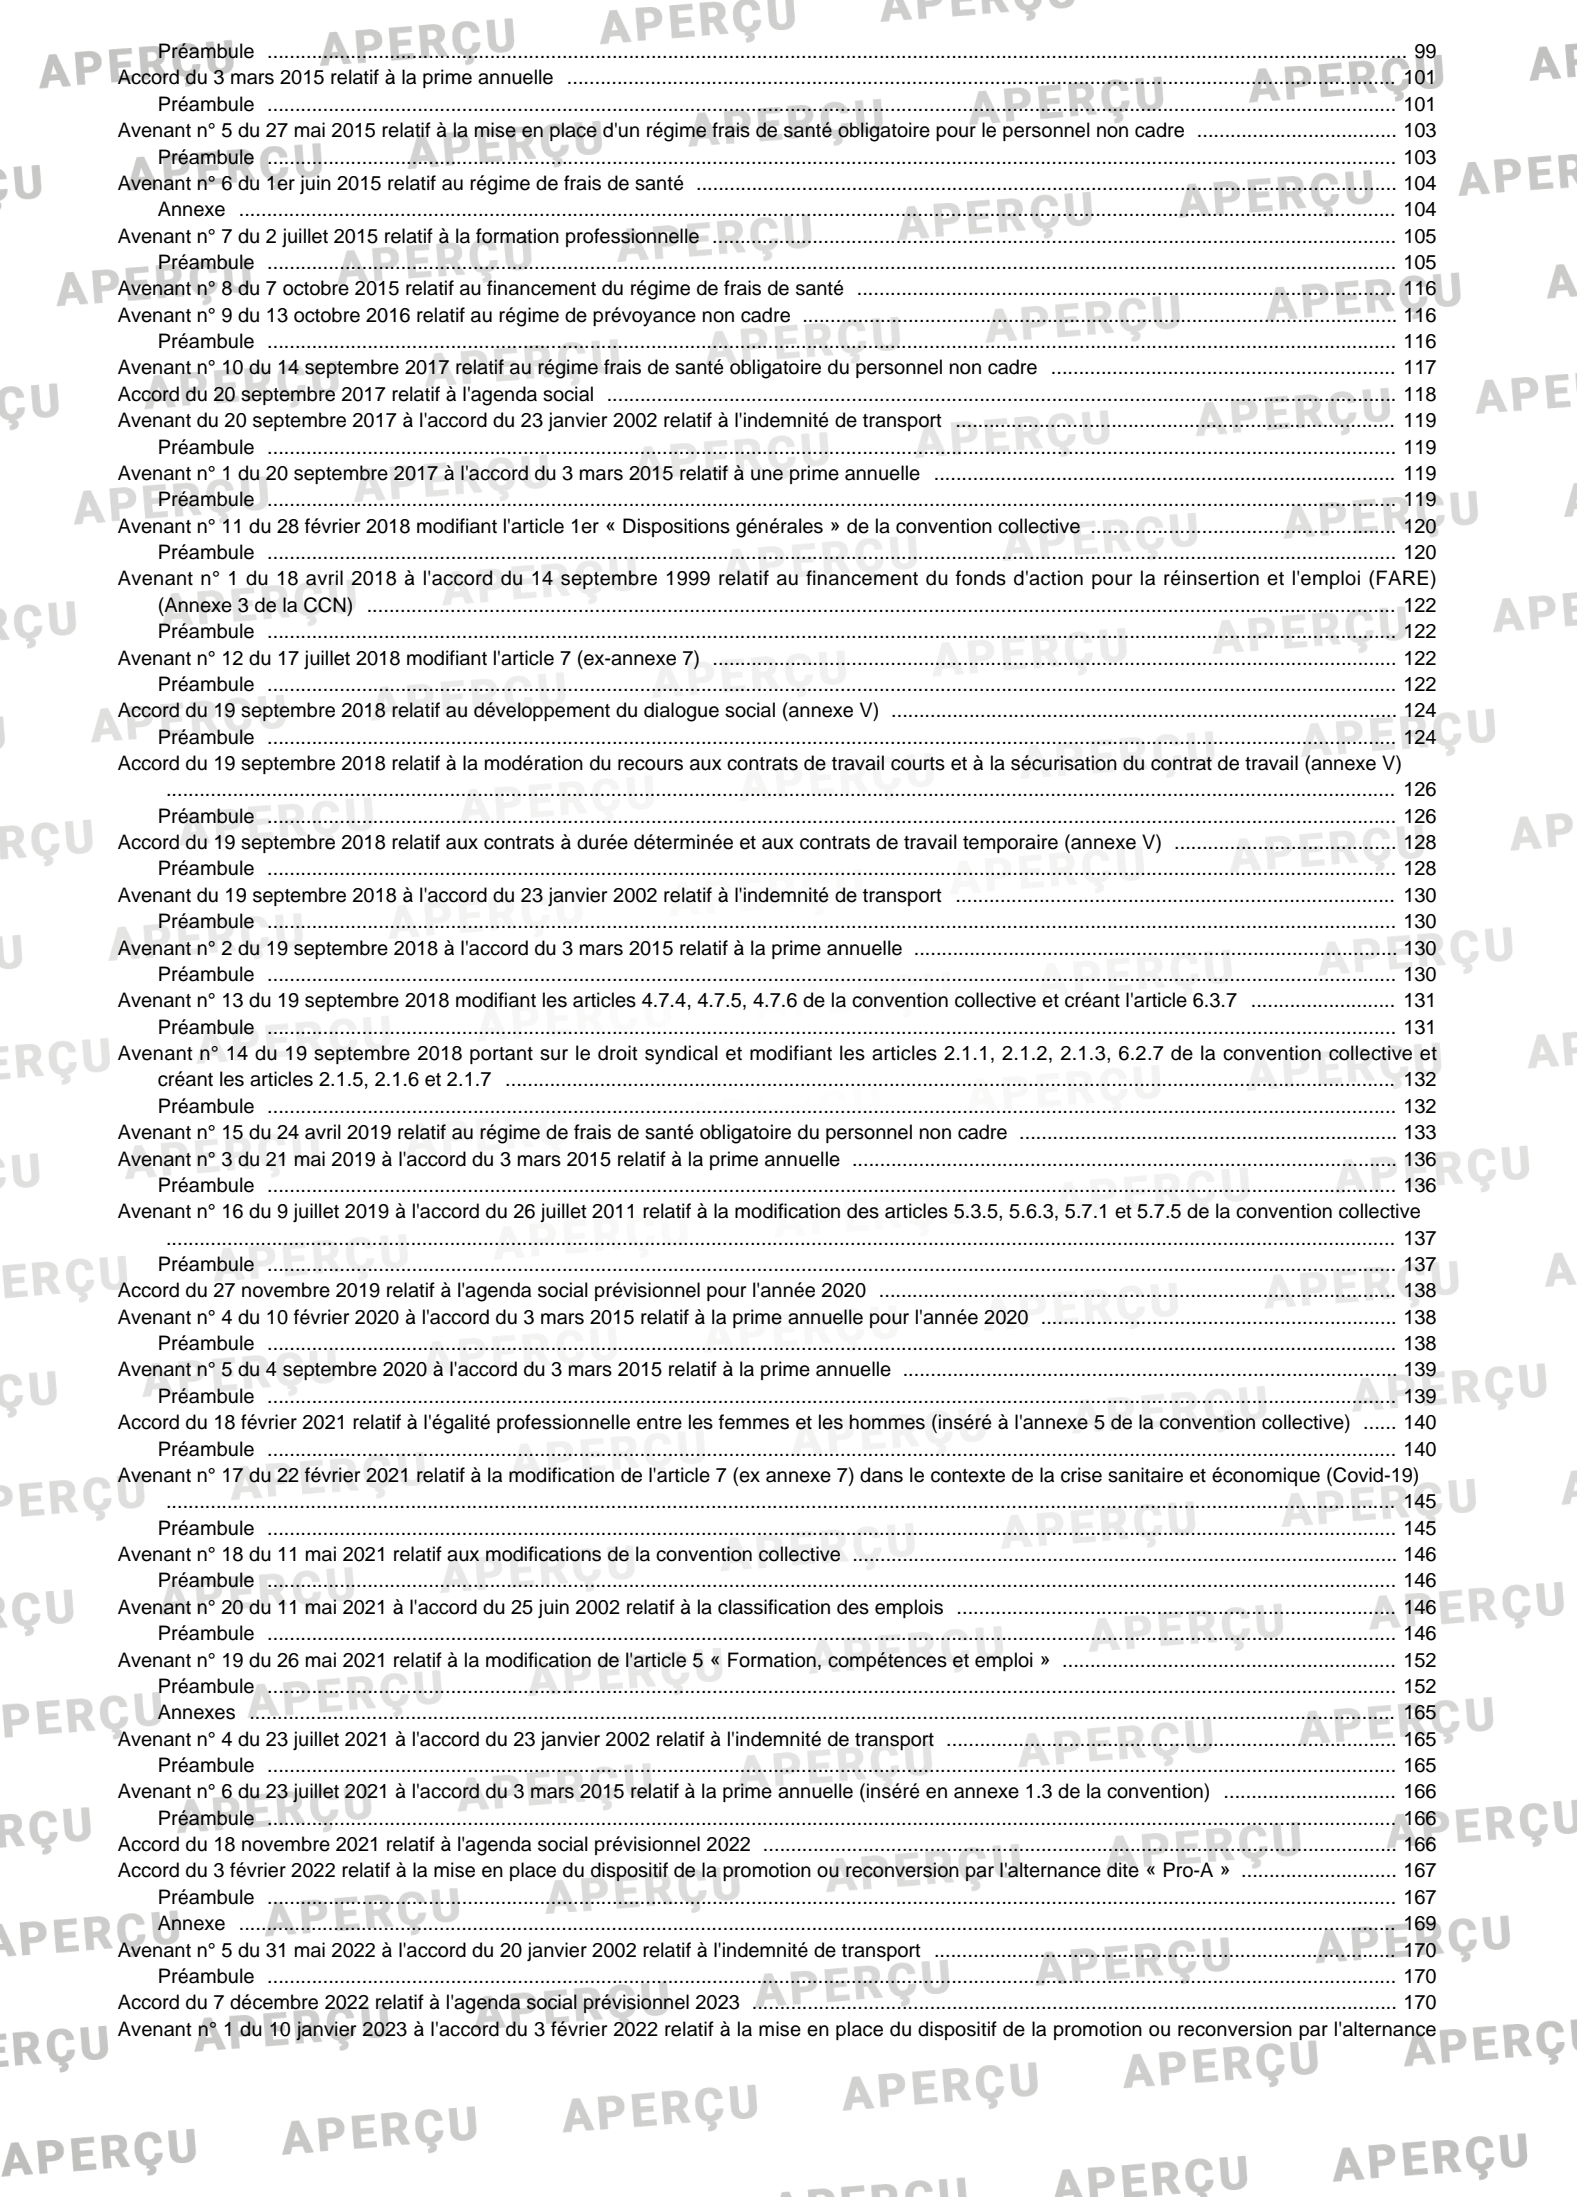 Préambule ........ 99
Accord du 3 mars 2015 relatif à la prime annuelle ........ 101
Préambule ........ 101
Avenant n° 5 du 27 mai 2015 relatif à la mise en place d'un régime frais de santé obligatoire pour le personnel non cadre ........ 103
Préambule ........ 103
Avenant n° 6 du 1er juin 2015 relatif au régime de frais de santé ........ 104
Annexe ........ 104
Avenant n° 7 du 2 juillet 2015 relatif à la formation professionnelle ........ 105
Préambule ........ 105
Avenant n° 8 du 7 octobre 2015 relatif au financement du régime de frais de santé ........ 116
Avenant n° 9 du 13 octobre 2016 relatif au régime de prévoyance non cadre ........ 116
Préambule ........ 116
Avenant n° 10 du 14 septembre 2017 relatif au régime frais de santé obligatoire du personnel non cadre ........ 117
Accord du 20 septembre 2017 relatif à l'agenda social ........ 118
Avenant du 20 septembre 2017 à l'accord du 23 janvier 2002 relatif à l'indemnité de transport ........ 119
Préambule ........ 119
Avenant n° 1 du 20 septembre 2017 à l'accord du 3 mars 2015 relatif à une prime annuelle ........ 119
Préambule ........ 119
Avenant n° 11 du 28 février 2018 modifiant l'article 1er « Dispositions générales » de la convention collective ........ 120
Préambule ........ 120
Avenant n° 1 du 18 avril 2018 à l'accord du 14 septembre 1999 relatif au financement du fonds d'action pour la réinsertion et l'emploi (FARE)
(Annexe 3 de la CCN) ........ 122
Préambule ........ 122
Avenant n° 12 du 17 juillet 2018 modifiant l'article 7 (ex-annexe 7) ........ 122
Préambule ........ 122
Accord du 19 septembre 2018 relatif au développement du dialogue social (annexe V) ........ 124
Préambule ........ 124
Accord du 19 septembre 2018 relatif à la modération du recours aux contrats de travail courts et à la sécurisation du contrat de travail (annexe V)
........ 126
Préambule ........ 126
Accord du 19 septembre 2018 relatif aux contrats à durée déterminée et aux contrats de travail temporaire (annexe V) ........ 128
Préambule ........ 128
Avenant du 19 septembre 2018 à l'accord du 23 janvier 2002 relatif à l'indemnité de transport ........ 130
Préambule ........ 130
Avenant n° 2 du 19 septembre 2018 à l'accord du 3 mars 2015 relatif à la prime annuelle ........ 130
Préambule ........ 130
Avenant n° 13 du 19 septembre 2018 modifiant les articles 4.7.4, 4.7.5, 4.7.6 de la convention collective et créant l'article 6.3.7 ........ 131
Préambule ........ 131
Avenant n° 14 du 19 septembre 2018 portant sur le droit syndical et modifiant les articles 2.1.1, 2.1.2, 2.1.3, 6.2.7 de la convention collective et
créant les articles 2.1.5, 2.1.6 et 2.1.7 ........ 132
Préambule ........ 132
Avenant n° 15 du 24 avril 2019 relatif au régime de frais de santé obligatoire du personnel non cadre ........ 133
Avenant n° 3 du 21 mai 2019 à l'accord du 3 mars 2015 relatif à la prime annuelle ........ 136
Préambule ........ 136
Avenant n° 16 du 9 juillet 2019 à l'accord du 26 juillet 2011 relatif à la modification des articles 5.3.5, 5.6.3, 5.7.1 et 5.7.5 de la convention collective
........ 137
Préambule ........ 137
Accord du 27 novembre 2019 relatif à l'agenda social prévisionnel pour l'année 2020 ........ 138
Avenant n° 4 du 10 février 2020 à l'accord du 3 mars 2015 relatif à la prime annuelle pour l'année 2020 ........ 138
Préambule ........ 138
Avenant n° 5 du 4 septembre 2020 à l'accord du 3 mars 2015 relatif à la prime annuelle ........ 139
Préambule ........ 139
Accord du 18 février 2021 relatif à l'égalité professionnelle entre les femmes et les hommes (inséré à l'annexe 5 de la convention collective) ...... 140
Préambule ........ 140
Avenant n° 17 du 22 février 2021 relatif à la modification de l'article 7 (ex annexe 7) dans le contexte de la crise sanitaire et économique (Covid-19)
........ 145
Préambule ........ 145
Avenant n° 18 du 11 mai 2021 relatif aux modifications de la convention collective ........ 146
Préambule ........ 146
Avenant n° 20 du 11 mai 2021 à l'accord du 25 juin 2002 relatif à la classification des emplois ........ 146
Préambule ........ 146
Avenant n° 19 du 26 mai 2021 relatif à la modification de l'article 5 « Formation, compétences et emploi » ........ 152
Préambule ........ 152
Annexes ........ 165
Avenant n° 4 du 23 juillet 2021 à l'accord du 23 janvier 2002 relatif à l'indemnité de transport ........ 165
Préambule ........ 165
Avenant n° 6 du 23 juillet 2021 à l'accord du 3 mars 2015 relatif à la prime annuelle (inséré en annexe 1.3 de la convention) ........ 166
Préambule ........ 166
Accord du 18 novembre 2021 relatif à l'agenda social prévisionnel 2022 ........ 166
Accord du 3 février 2022 relatif à la mise en place du dispositif de la promotion ou reconversion par l'alternance dite « Pro-A » ........ 167
Préambule ........ 167
Annexe ........ 169
Avenant n° 5 du 31 mai 2022 à l'accord du 20 janvier 2002 relatif à l'indemnité de transport ........ 170
Préambule ........ 170
Accord du 7 décembre 2022 relatif à l'agenda social prévisionnel 2023 ........ 170
Avenant n° 1 du 10 janvier 2023 à l'accord du 3 février 2022 relatif à la mise en place du dispositif de la promotion ou reconversion par l'alternance
APERÇU